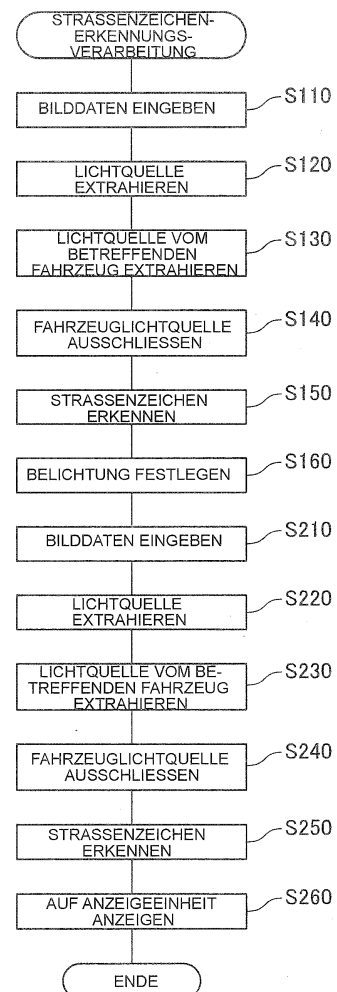 STRASSENZEICHEN-
ERKENNUNGS-
VERARBEITUNG
BILDDATEN EINGEBEN
S110
LICHTQUELLE
EXTRAHIEREN
S120
LICHTQUELLE VOM
BETREFFENDEN
FAHRZEUG EXTRAHIEREN
S130
FAHRZEUGLICHTQUELLE
AUSSCHLIESSEN
S140
STRASSENZEICHEN
ERKENNEN
S150
BELICHTUNG FESTLEGEN
S160
BILDDATEN EINGEBEN
S210
LICHTQUELLE
EXTRAHIEREN
S220
LICHTQUELLE VOM BE-
TREFFENDEN FAHRZEUG
EXTRAHIEREN
S230
FAHRZEUGLICHTQUELLE
AUSSCHLIESSEN
S240
STRASSENZEICHEN
ERKENNEN
S250
AUF ANZEIGEEINHEIT
ANZEIGEN
S260
ENDE